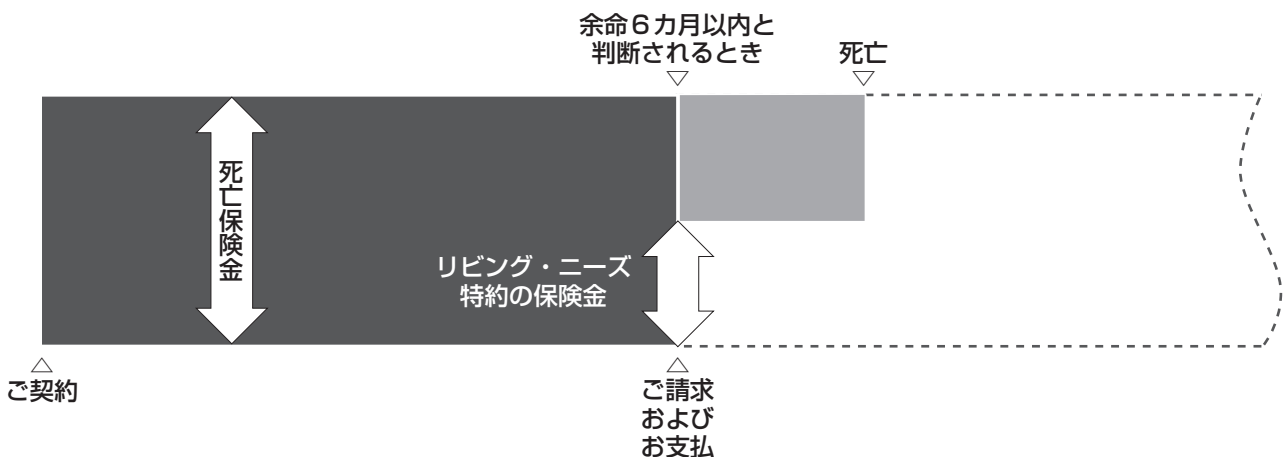 余命６カ月以内と
判断されるとき
死亡
死亡保険金
リビング・ニーズ
特約の保険金
ご契約
ご請求
および
お支払